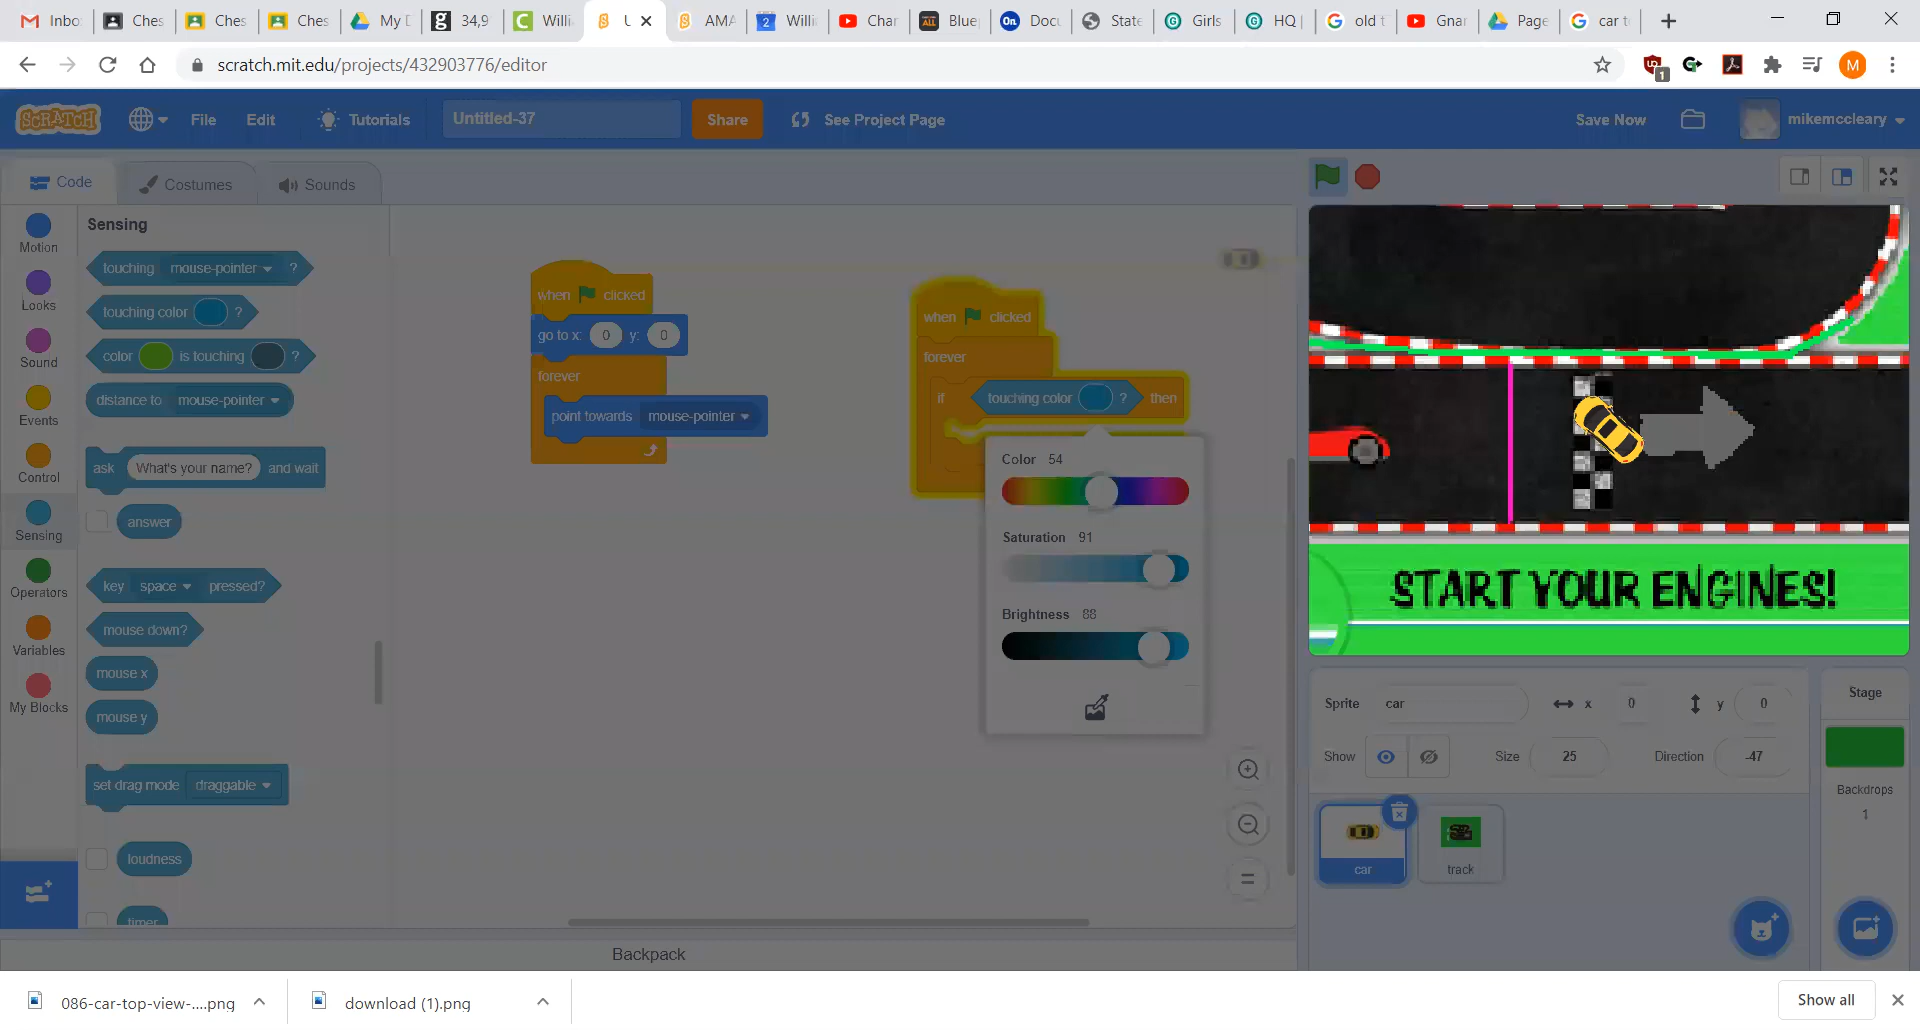 Inbo
Ches
Ches
Ches
My D
34,9
Willi
U
AMA
Willi
Char
Blue
Docu
State
Girls
HQ
old t
Gnar
Page
car t
scratch.mit.edu/projects/432903776/editor
1
M
SCRATCH
File
Edit
Tutorials
Untitled-37
Share
See Project Page
Save Now
mikemccleary
Code
Costumes
Sounds
Motion
Looks
Sound
Events
Control
Sensing
Operators
Variables
My Blocks
Sensing
touching mouse-pointer ?
touching color ?
color is touching ?
distance to mouse-pointer
ask What's your name? and wait
answer
key space pressed?
mouse down?
mouse x
mouse y
set drag mode draggable
loudness
timer
when clicked
go to x: 0 y: 0
forever
point towards mouse-pointer
when clicked
forever
if touching color ? then
Color 54
Saturation 91
Brightness 88
START YOUR ENGINES!
Sprite car x 0 y 0
Show Size 25 Direction -47
car
track
Stage
Backdrops
1
Backpack
086-car-top-view-....png
download (1).png
Show all